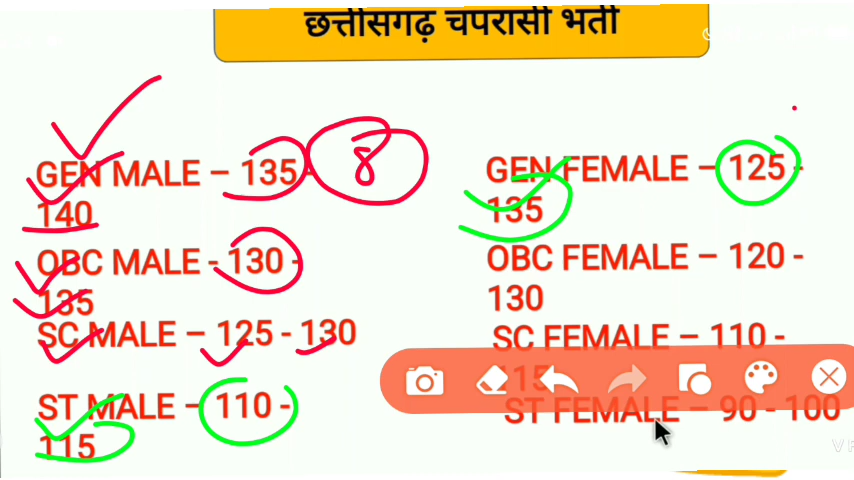 छत्तीसगढ़ चपरासी भर्ती
GEN MALE – 135 -
140
8
OBC MALE - 130 -
135
SC MALE – 125 - 130
ST MALE – 110 -
115
GEN FEMALE – 125 -
135
OBC FEMALE – 120 -
130
SC FEMALE – 110 -
115
ST FEMALE – 90 - 100